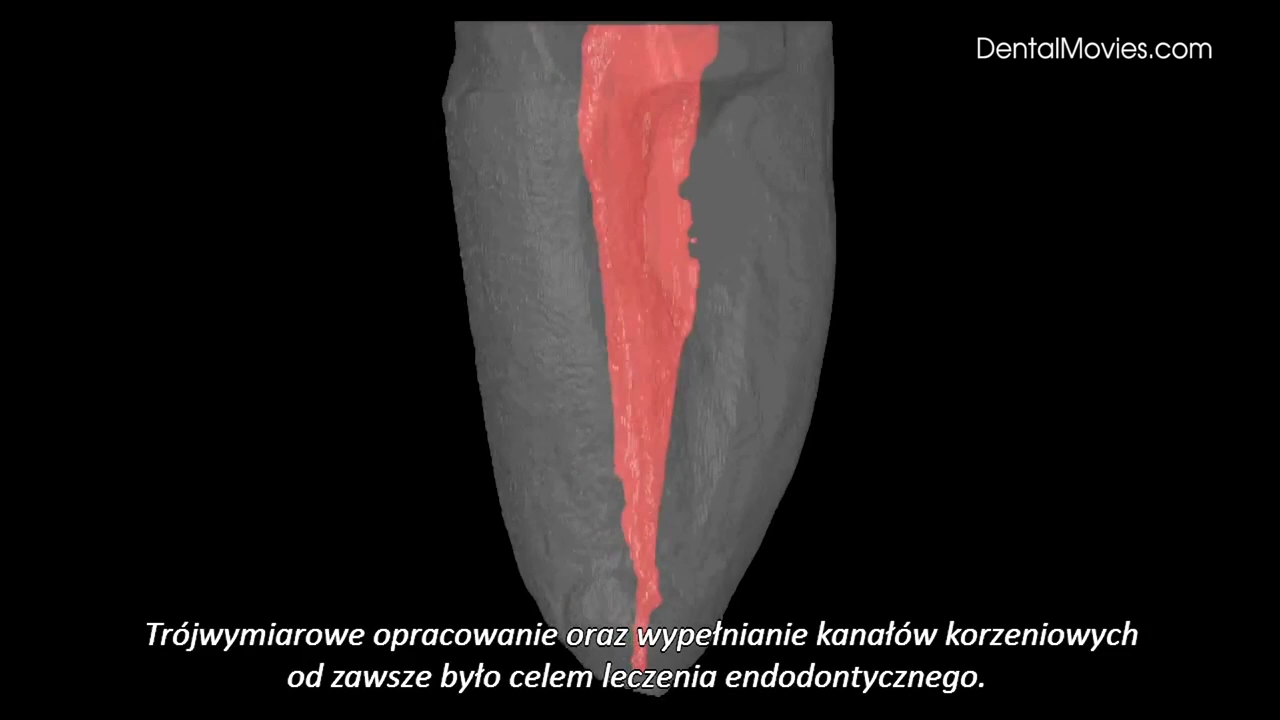 DentalMovies.com
Trójwymiarowe opracowanie oraz wypełnianie kanałów korzeniowych
od zawsze było celem leczenia endodontycznego.